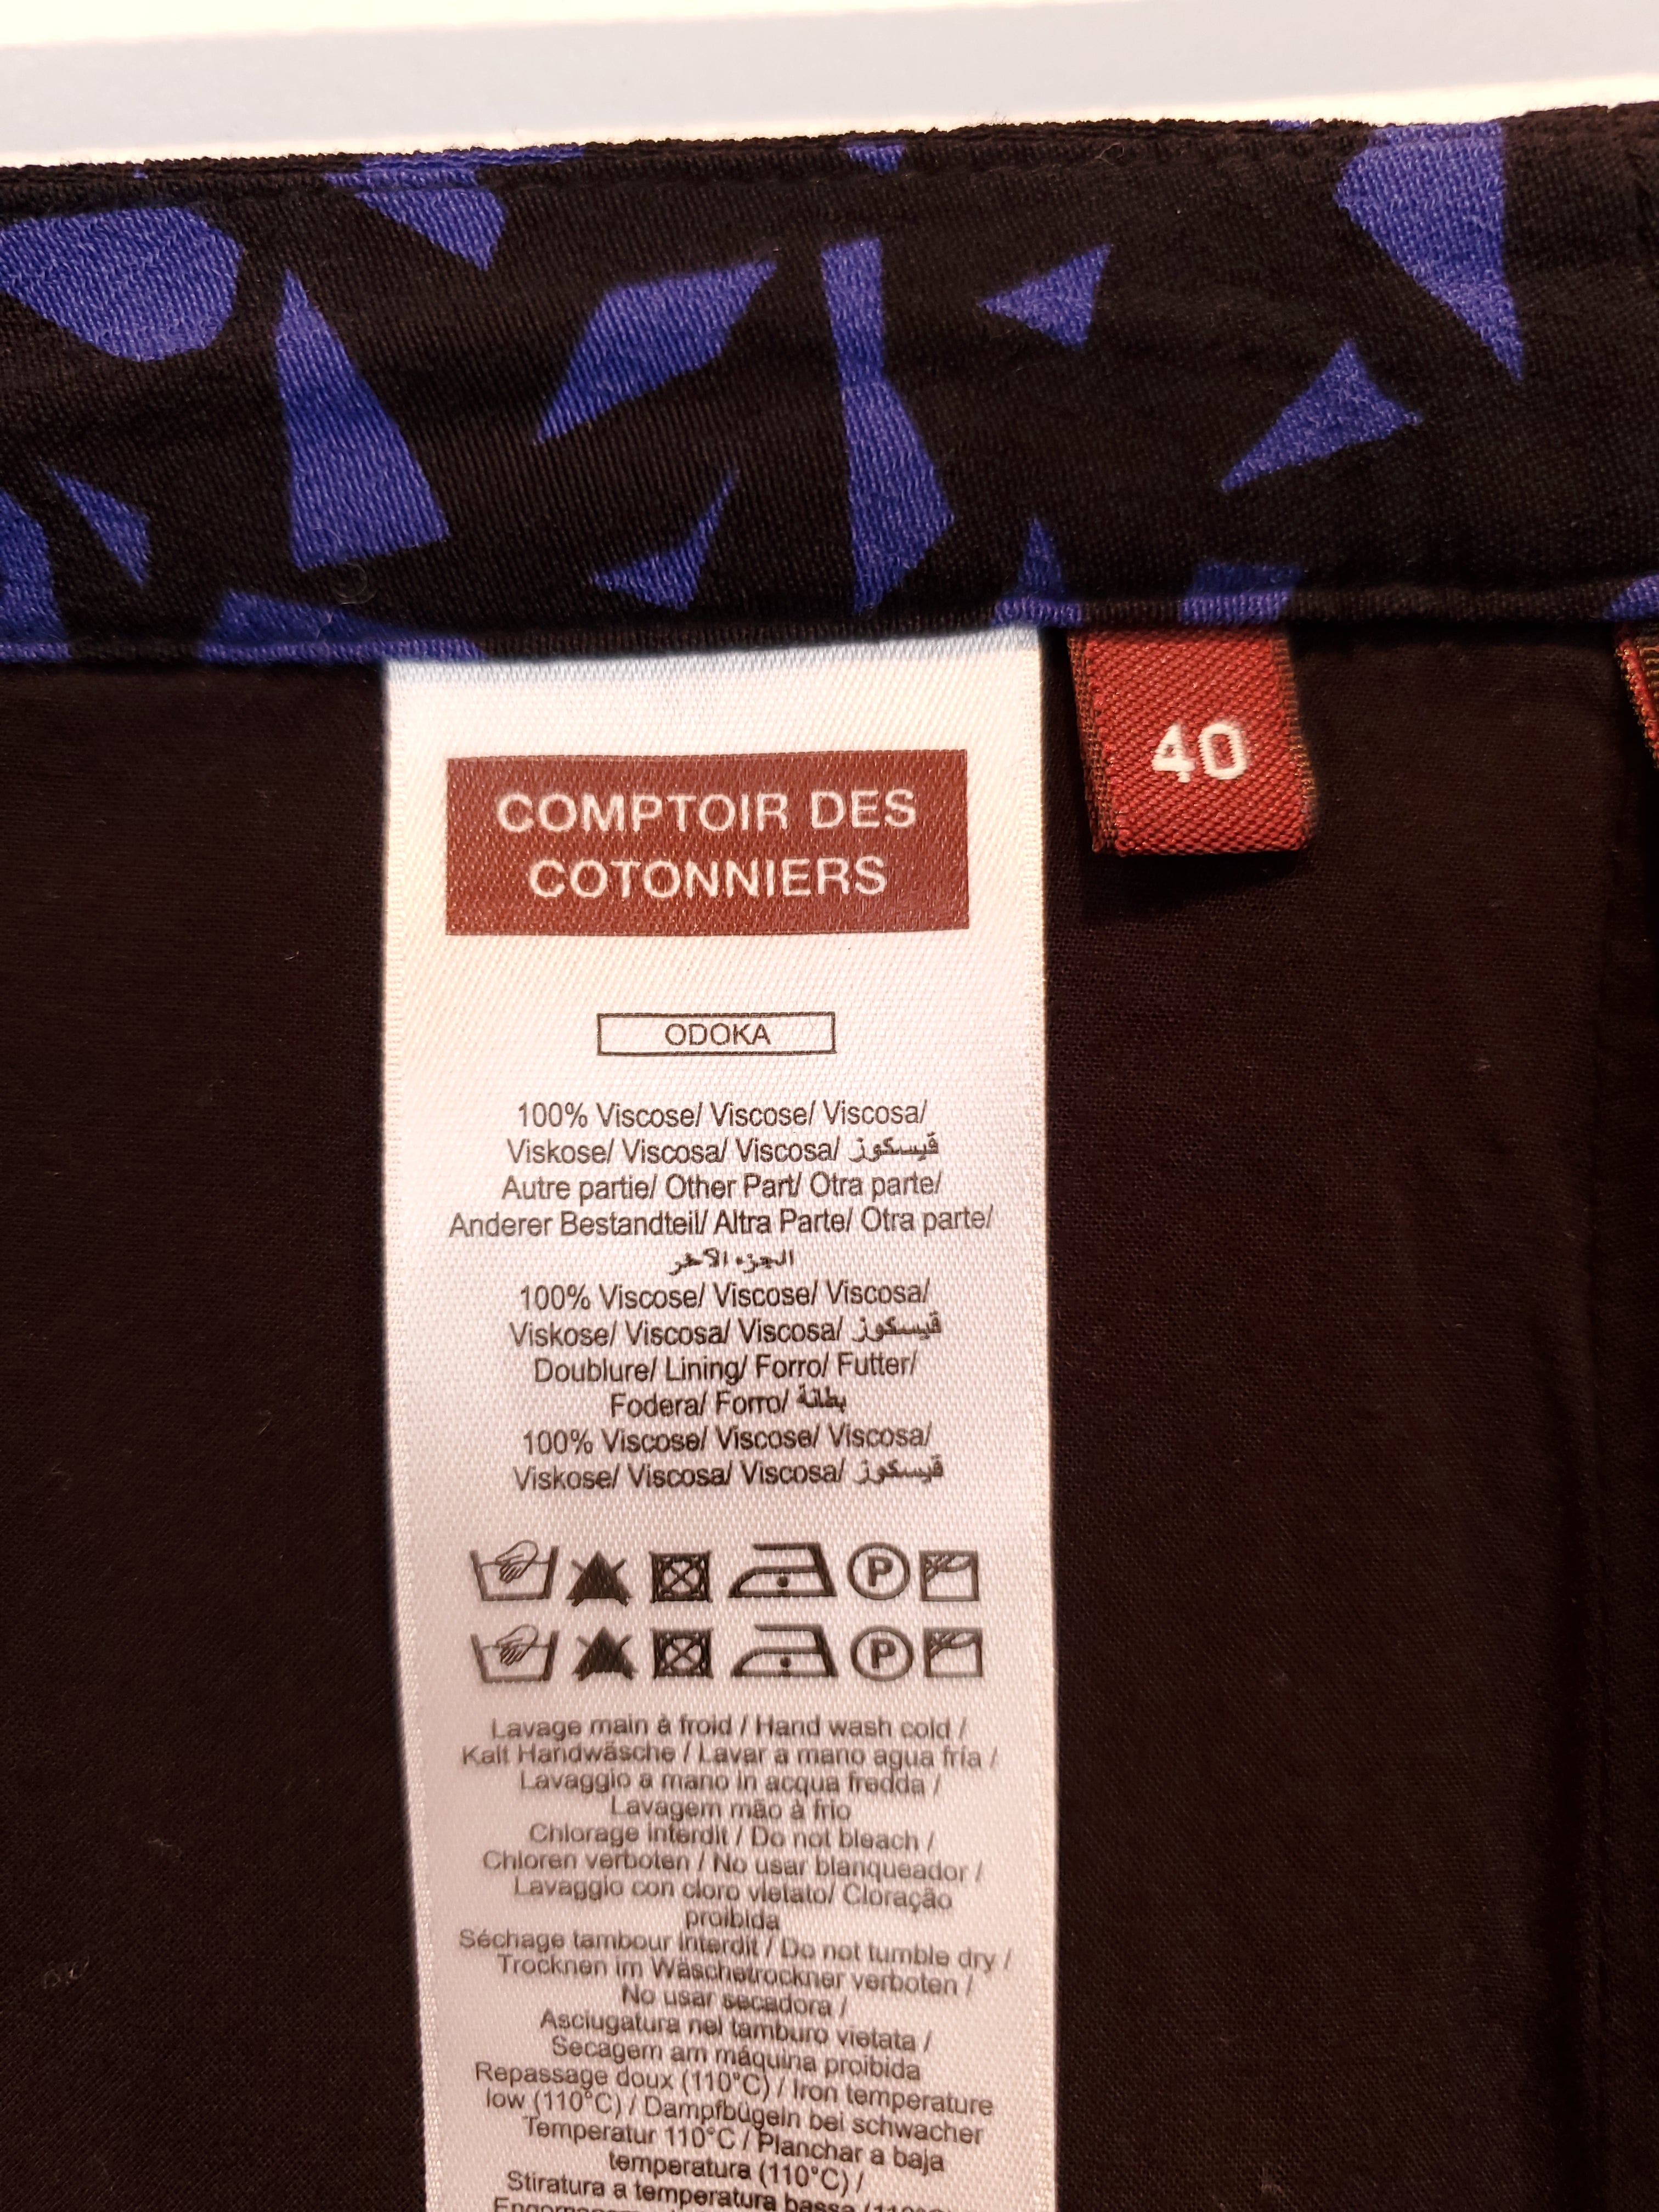 COMPTOIR DES
COTONNIERS
40
ODOKA
100% Viscose/ Viscose/ Viscosa/
Viskose/ Viscosa/ Viscosa/ ڤيسكوز
Autre partie/ Other Part/ Otra parte/
Anderer Bestandteil/ Altra Parte/ Otra parte/
الجزء الآخر
100% Viscose/ Viscose/ Viscosa/
Viskose/ Viscosa/ Viscosa/ ڤيسكوز
Doublure/ Lining/ Forro/ Futter/
Fodera/ Forro/ بطانة
100% Viscose/ Viscose/ Viscosa/
Viskose/ Viscosa/ Viscosa/ ڤيسكوز
P
P
Lavage main à froid / Hand wash cold /
Kalt Handwäsche / Lavar a mano agua fría /
Lavaggio a mano in acqua fredda /
Lavagem mão à frio
Chlorage interdit / Do not bleach /
Chloren verboten / No usar blanqueador /
Lavaggio con cloro vietato/ Cloração
proibida
Séchage tambour interdit / Do not tumble dry /
Trocknen im Wäschetrockner verboten /
No usar secadora /
Asciugatura nel tamburo vietata /
Secagem am máquina proibida
Repassage doux (110°C) / Iron temperature
low (110°C) / Dampfbügeln bei schwacher
Temperatur 110°C / Planchar a baja
temperatura (110°C) /
Stiratura a temperatura bassa